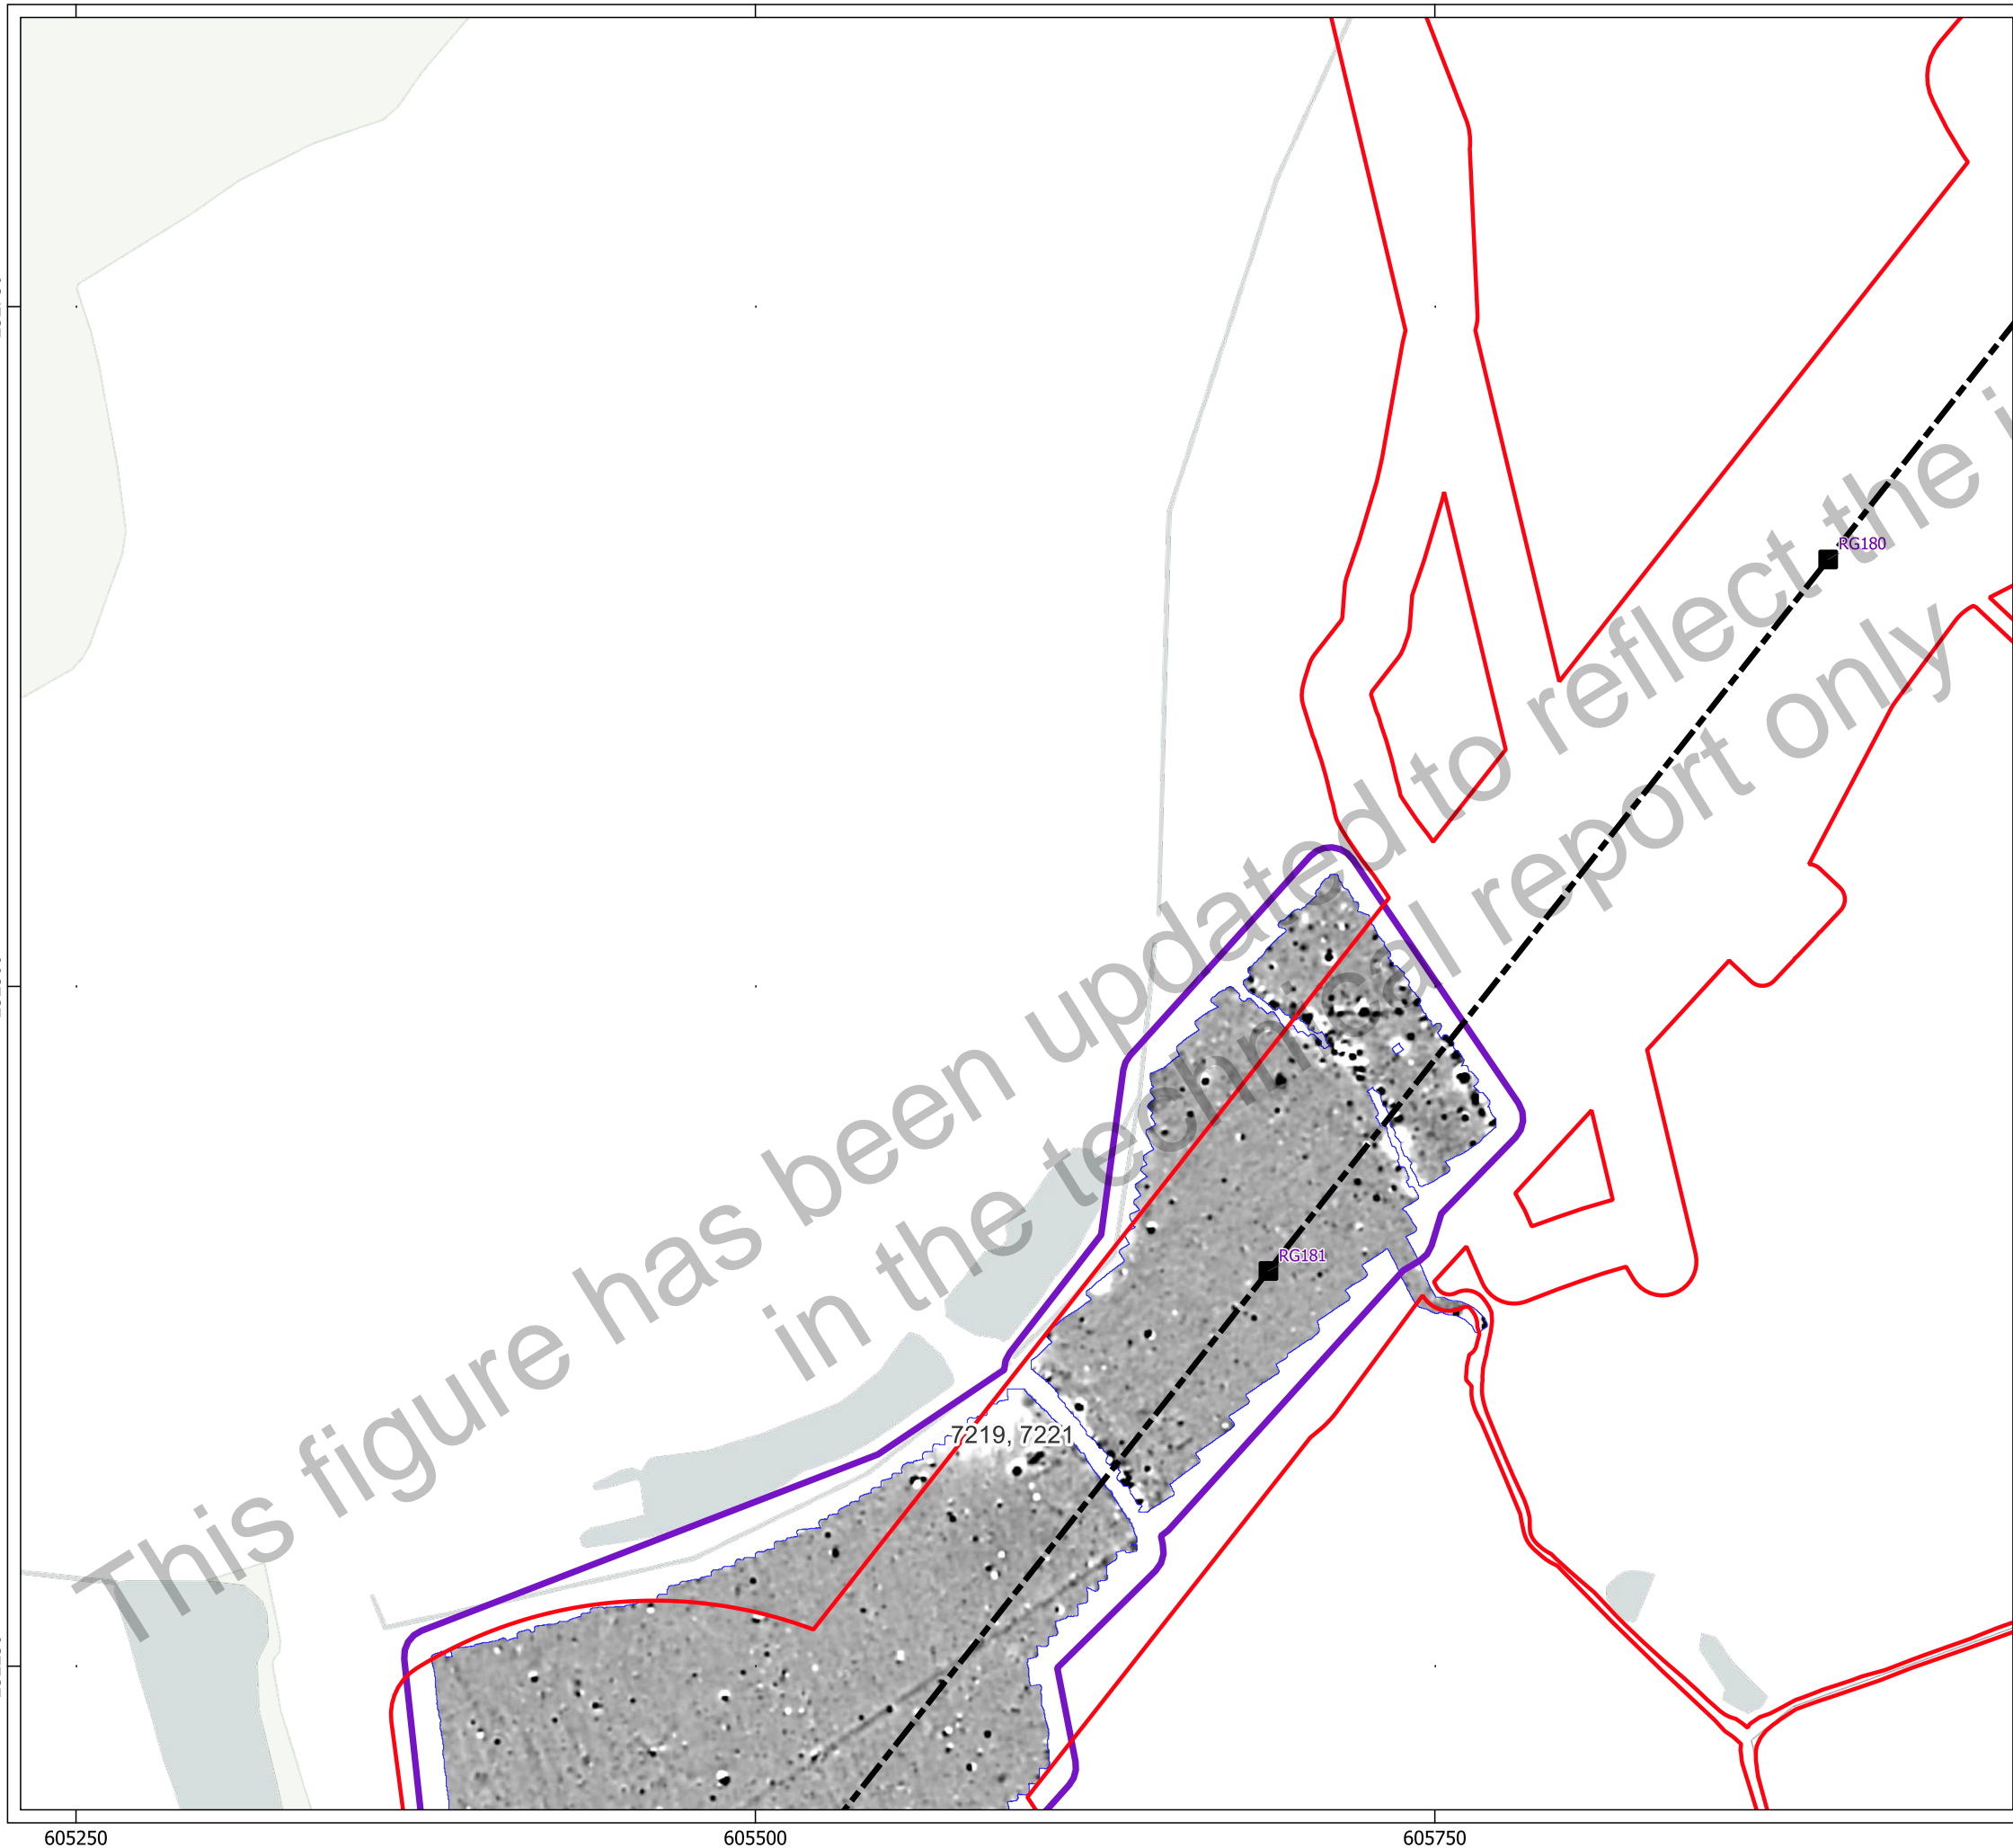 RG180
This figure has been updated to reflect the
in the technical report only
RG181
7219, 7221
605250
605500
605750